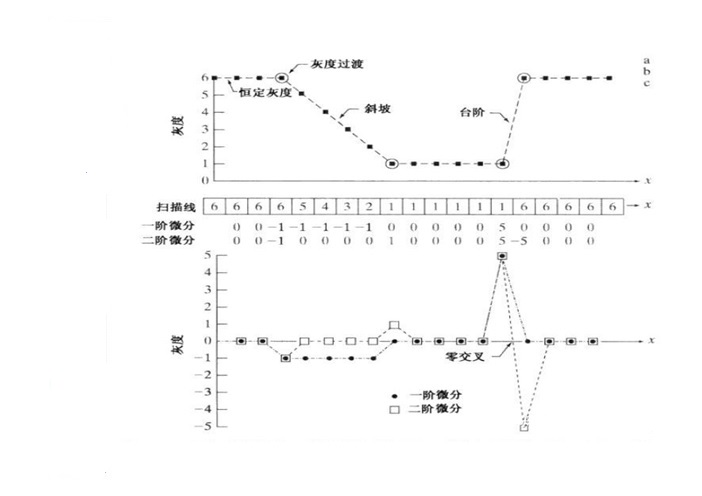 灰度过渡
a
b
c
6
恒定灰度
5
4
斜坡
台阶
灰度
3
2
1
0
x
扫描线 6 6 6 6 5 4 3 2 1 1 1 1 1 1 6 6 6 6 6 x
一阶微分 0 0 -1 -1 -1 -1 -1 0 0 0 0 0 5 0 0 0 0
二阶微分 0 0 -1 0 0 0 0 1 0 0 0 0 5 -5 0 0 0
5
4
3
2
1
灰度
0
x
-1
零交叉
-2
-3
一阶微分
-4
二阶微分
-5